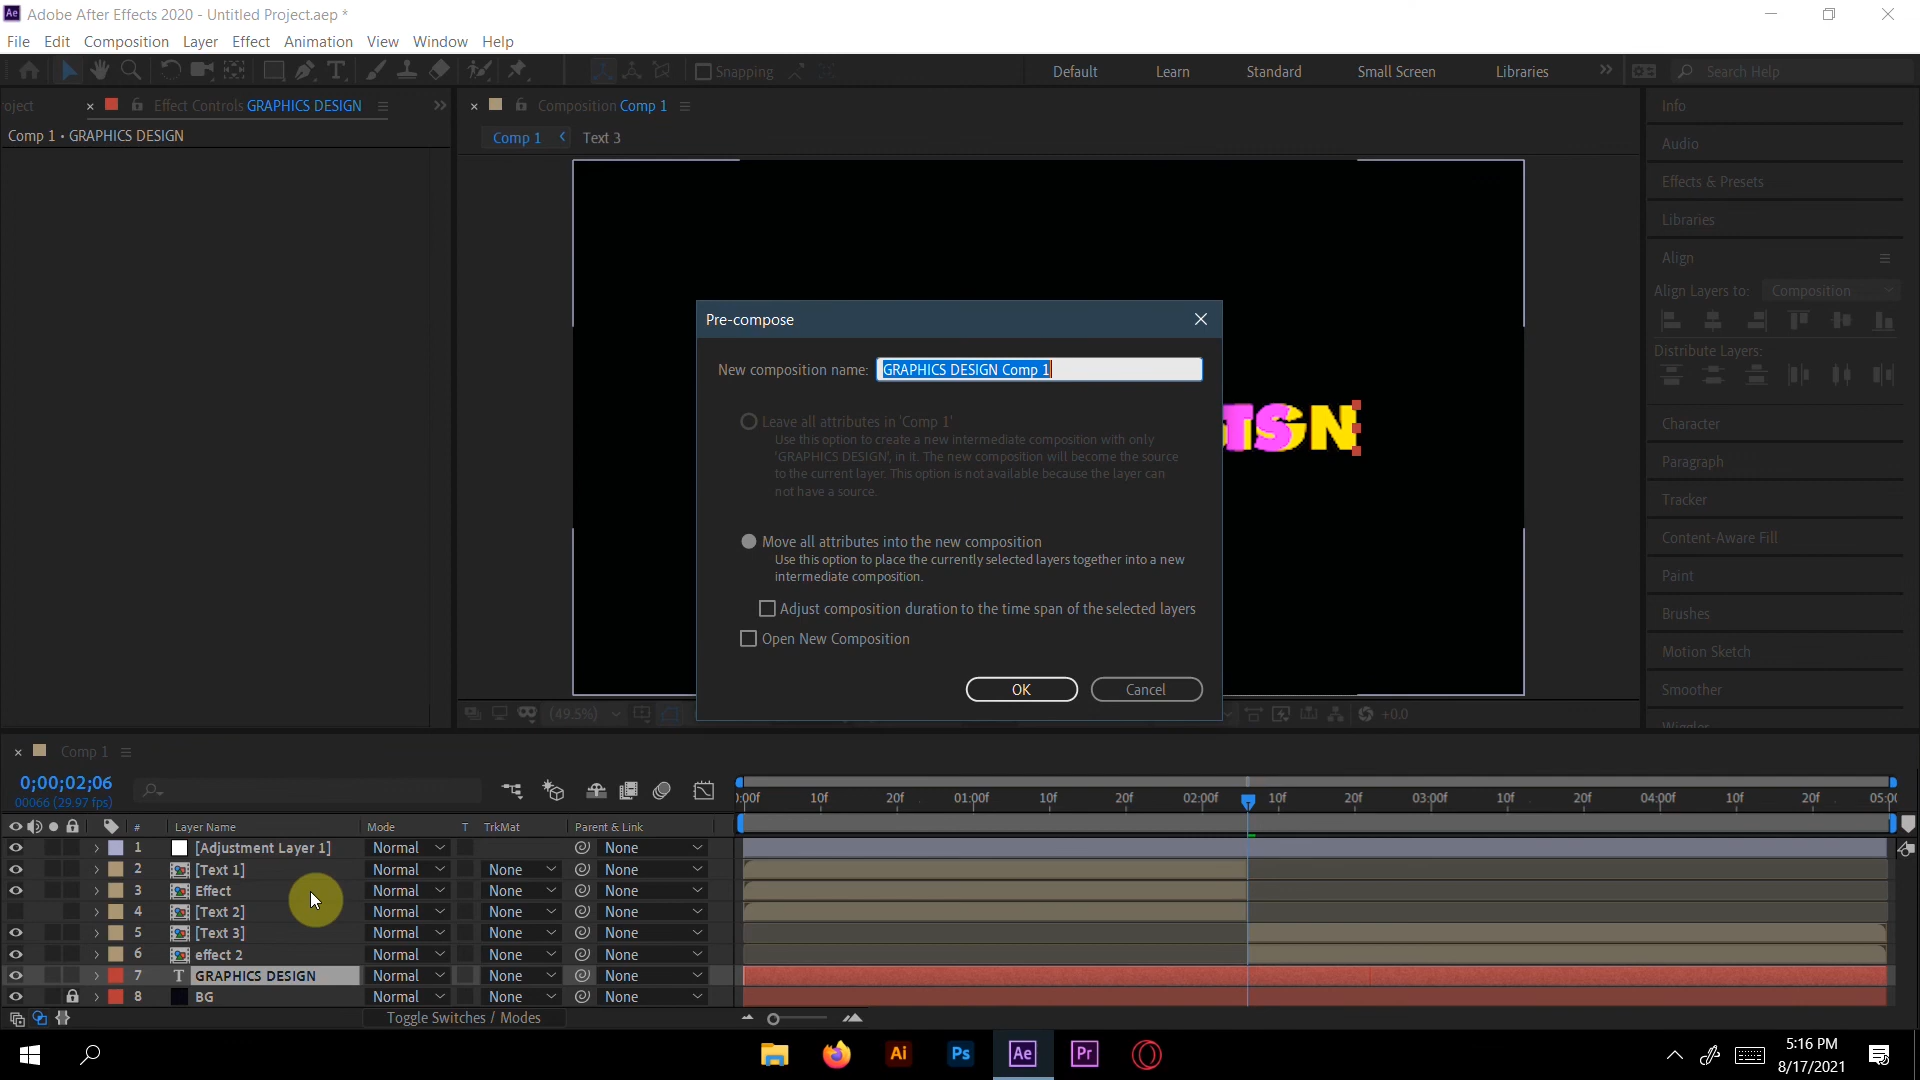 Adobe After Effects 2020 - Untitled Project.aep *
File Edit Composition Layer Effect Animation View Window Help
Snapping
Default Learn Standard Small Screen Libraries
Search Help
oject
Effect Controls GRAPHICS DESIGN
Composition Comp 1
Comp 1 • GRAPHICS DESIGN
Comp 1 Text 3
Info
Audio
Effects & Presets
Libraries
Align
Align Layers to: Composition
Distribute Layers:
Character
Paragraph
Tracker
Content-Aware Fill
Paint
Brushes
Motion Sketch
Smoother
Wiggler
Pre-compose
New composition name: GRAPHICS DESIGN Comp 1
Leave all attributes in 'Comp 1'
Use this option to create a new intermediate composition with only
'GRAPHICS DESIGN', in it. The new composition will become the source
to the current layer. This option is not available because the layer can
not have a source.
Move all attributes into the new composition
Use this option to place the currently selected layers together into a new
intermediate composition.
Adjust composition duration to the time span of the selected layers
Open New Composition
OK Cancel
(49.5%)
+0.0
Comp 1
0;00;02;06
00066 (29.97 fps)
):00f 10f 20f 01:00f 10f 20f 02:00f 10f 20f 03:00f 10f 20f 04:00f 10f 20f 05:00
# Layer Name Mode T TrkMat Parent & Link
1 [Adjustment Layer 1] Normal None
2 [Text 1] Normal None None
3 Effect Normal None None
4 [Text 2] Normal None None
5 [Text 3] Normal None None
6 effect 2 Normal None None
7 T GRAPHICS DESIGN Normal None None
8 BG Normal None None
Toggle Switches / Modes
Ai Ps Ae Pr
5:16 PM
8/17/2021